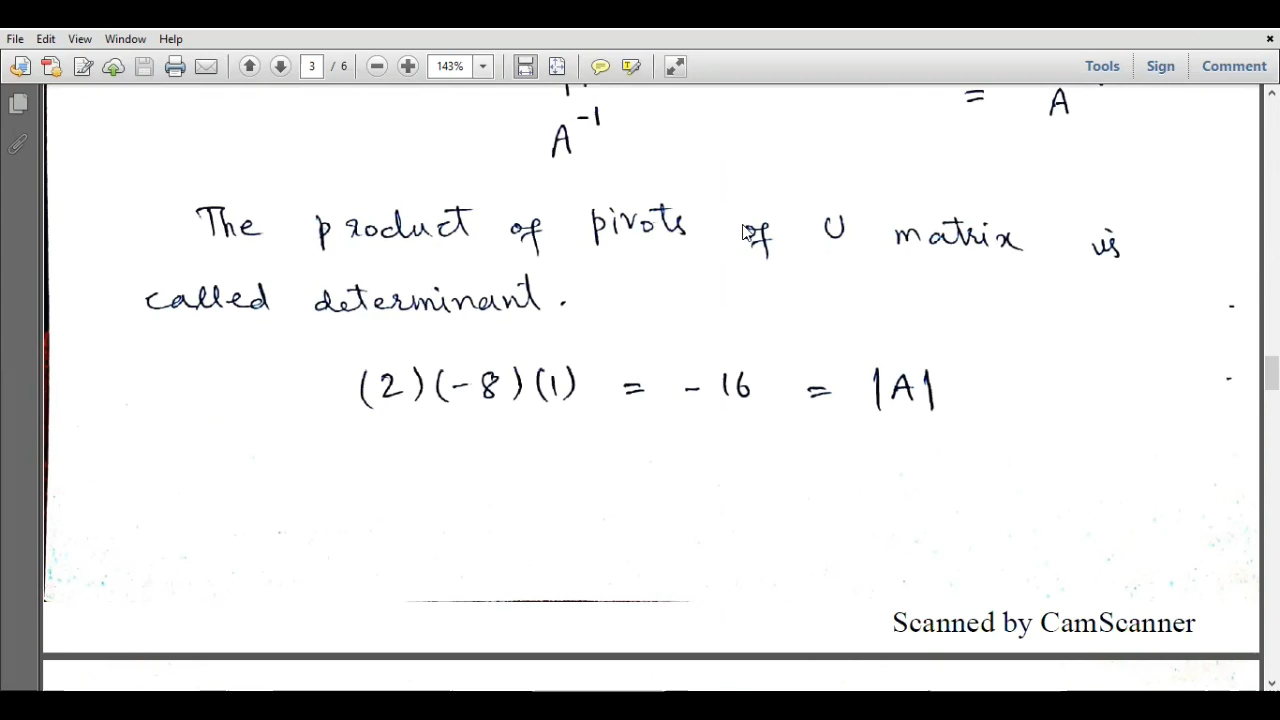 File Edit View Window Help
3 / 6 143% Tools Sign Comment
= A
A⁻¹
The product of pivots of U matrix is
called determinant.
(2)(-8)(1) = -16 = |A|
Scanned by CamScanner